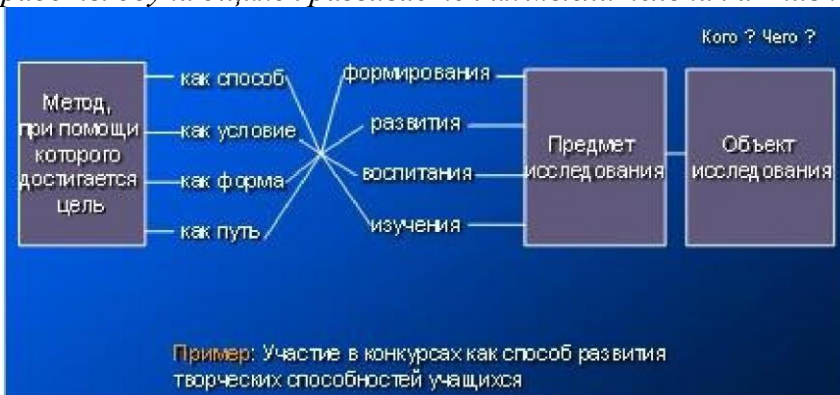 Кого ? Чего ?
Метод,
при помощи
которого
достигается
цель
как способ
как условие
как форма
как путь
формирования
развития
воспитания
изучения
Предмет
исследования
Объект
исследования
Пример: Участие в конкурсах как способ развития
творческих способностей учащихся